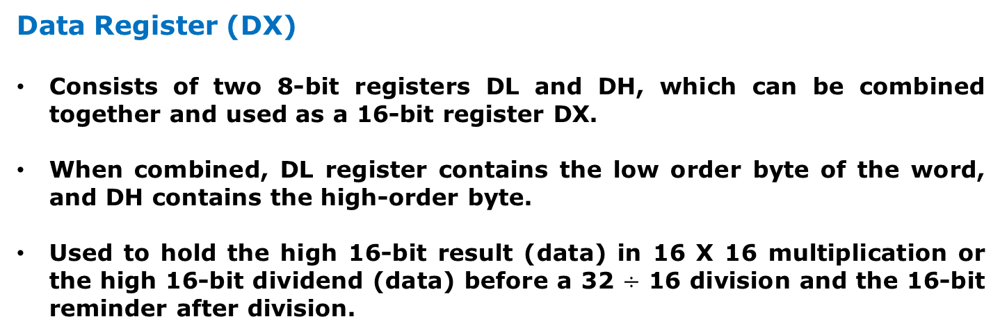 Data Register (DX)
• Consists of two 8-bit registers DL and DH, which can be combined
together and used as a 16-bit register DX.
• When combined, DL register contains the low order byte of the word,
and DH contains the high-order byte.
• Used to hold the high 16-bit result (data) in 16 X 16 multiplication or
the high 16-bit dividend (data) before a 32 ÷ 16 division and the 16-bit
reminder after division.